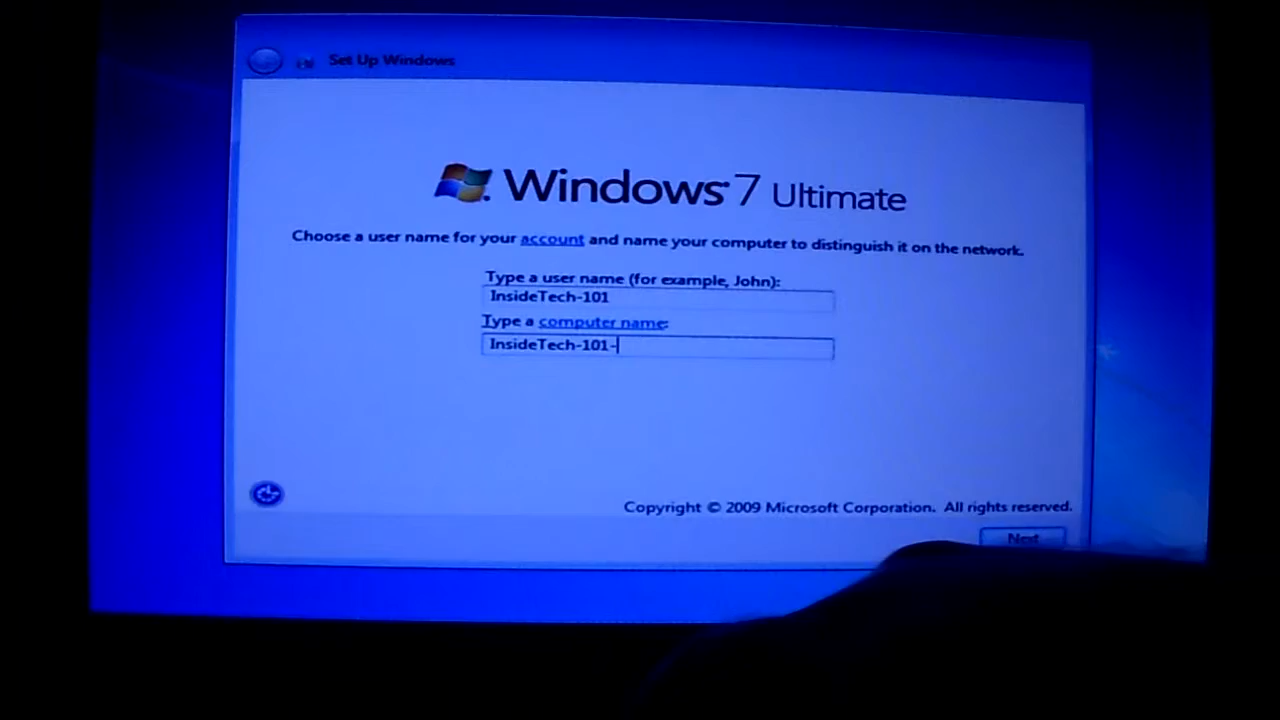 Set Up Windows
Windows 7 Ultimate
Choose a user name for your account and name your computer to distinguish it on the network.
Type a user name (for example, John):
InsideTech-101
Type a computer name:
InsideTech-101-
Copyright © 2009 Microsoft Corporation. All rights reserved.
Next